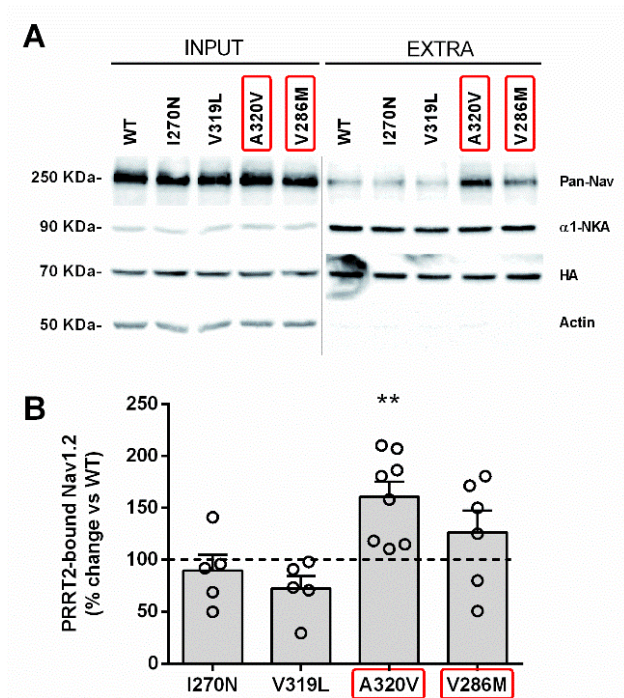 A
INPUT EXTRA
WT I270N V319L A320V V286M WT I270N V319L A320V V286M
250 KDa- Pan-Nav
90 KDa- α1-NKA
70 KDa- HA
50 KDa- Actin
B
**
PRRT2-bound Nav1.2
(% change vs WT)
250
200
150
100
50
0
I270N V319L A320V V286M